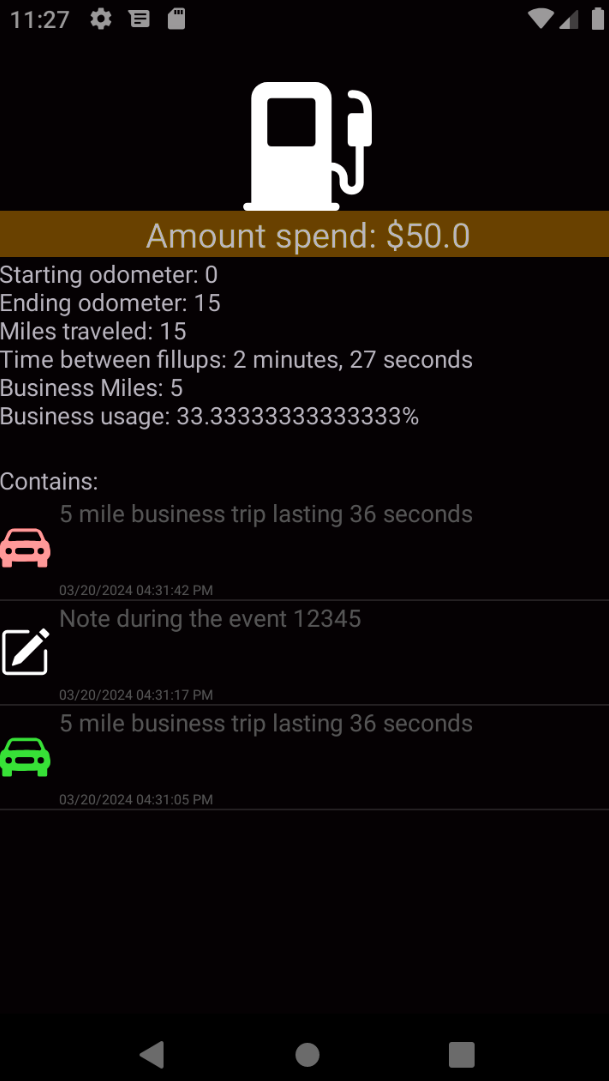 11:27
Amount spend: $50.0
Starting odometer: 0
Ending odometer: 15
Miles traveled: 15
Time between fillups: 2 minutes, 27 seconds
Business Miles: 5
Business usage: 33.33333333333333%
Contains:
5 mile business trip lasting 36 seconds
03/20/2024 04:31:42 PM
Note during the event 12345
03/20/2024 04:31:17 PM
5 mile business trip lasting 36 seconds
03/20/2024 04:31:05 PM